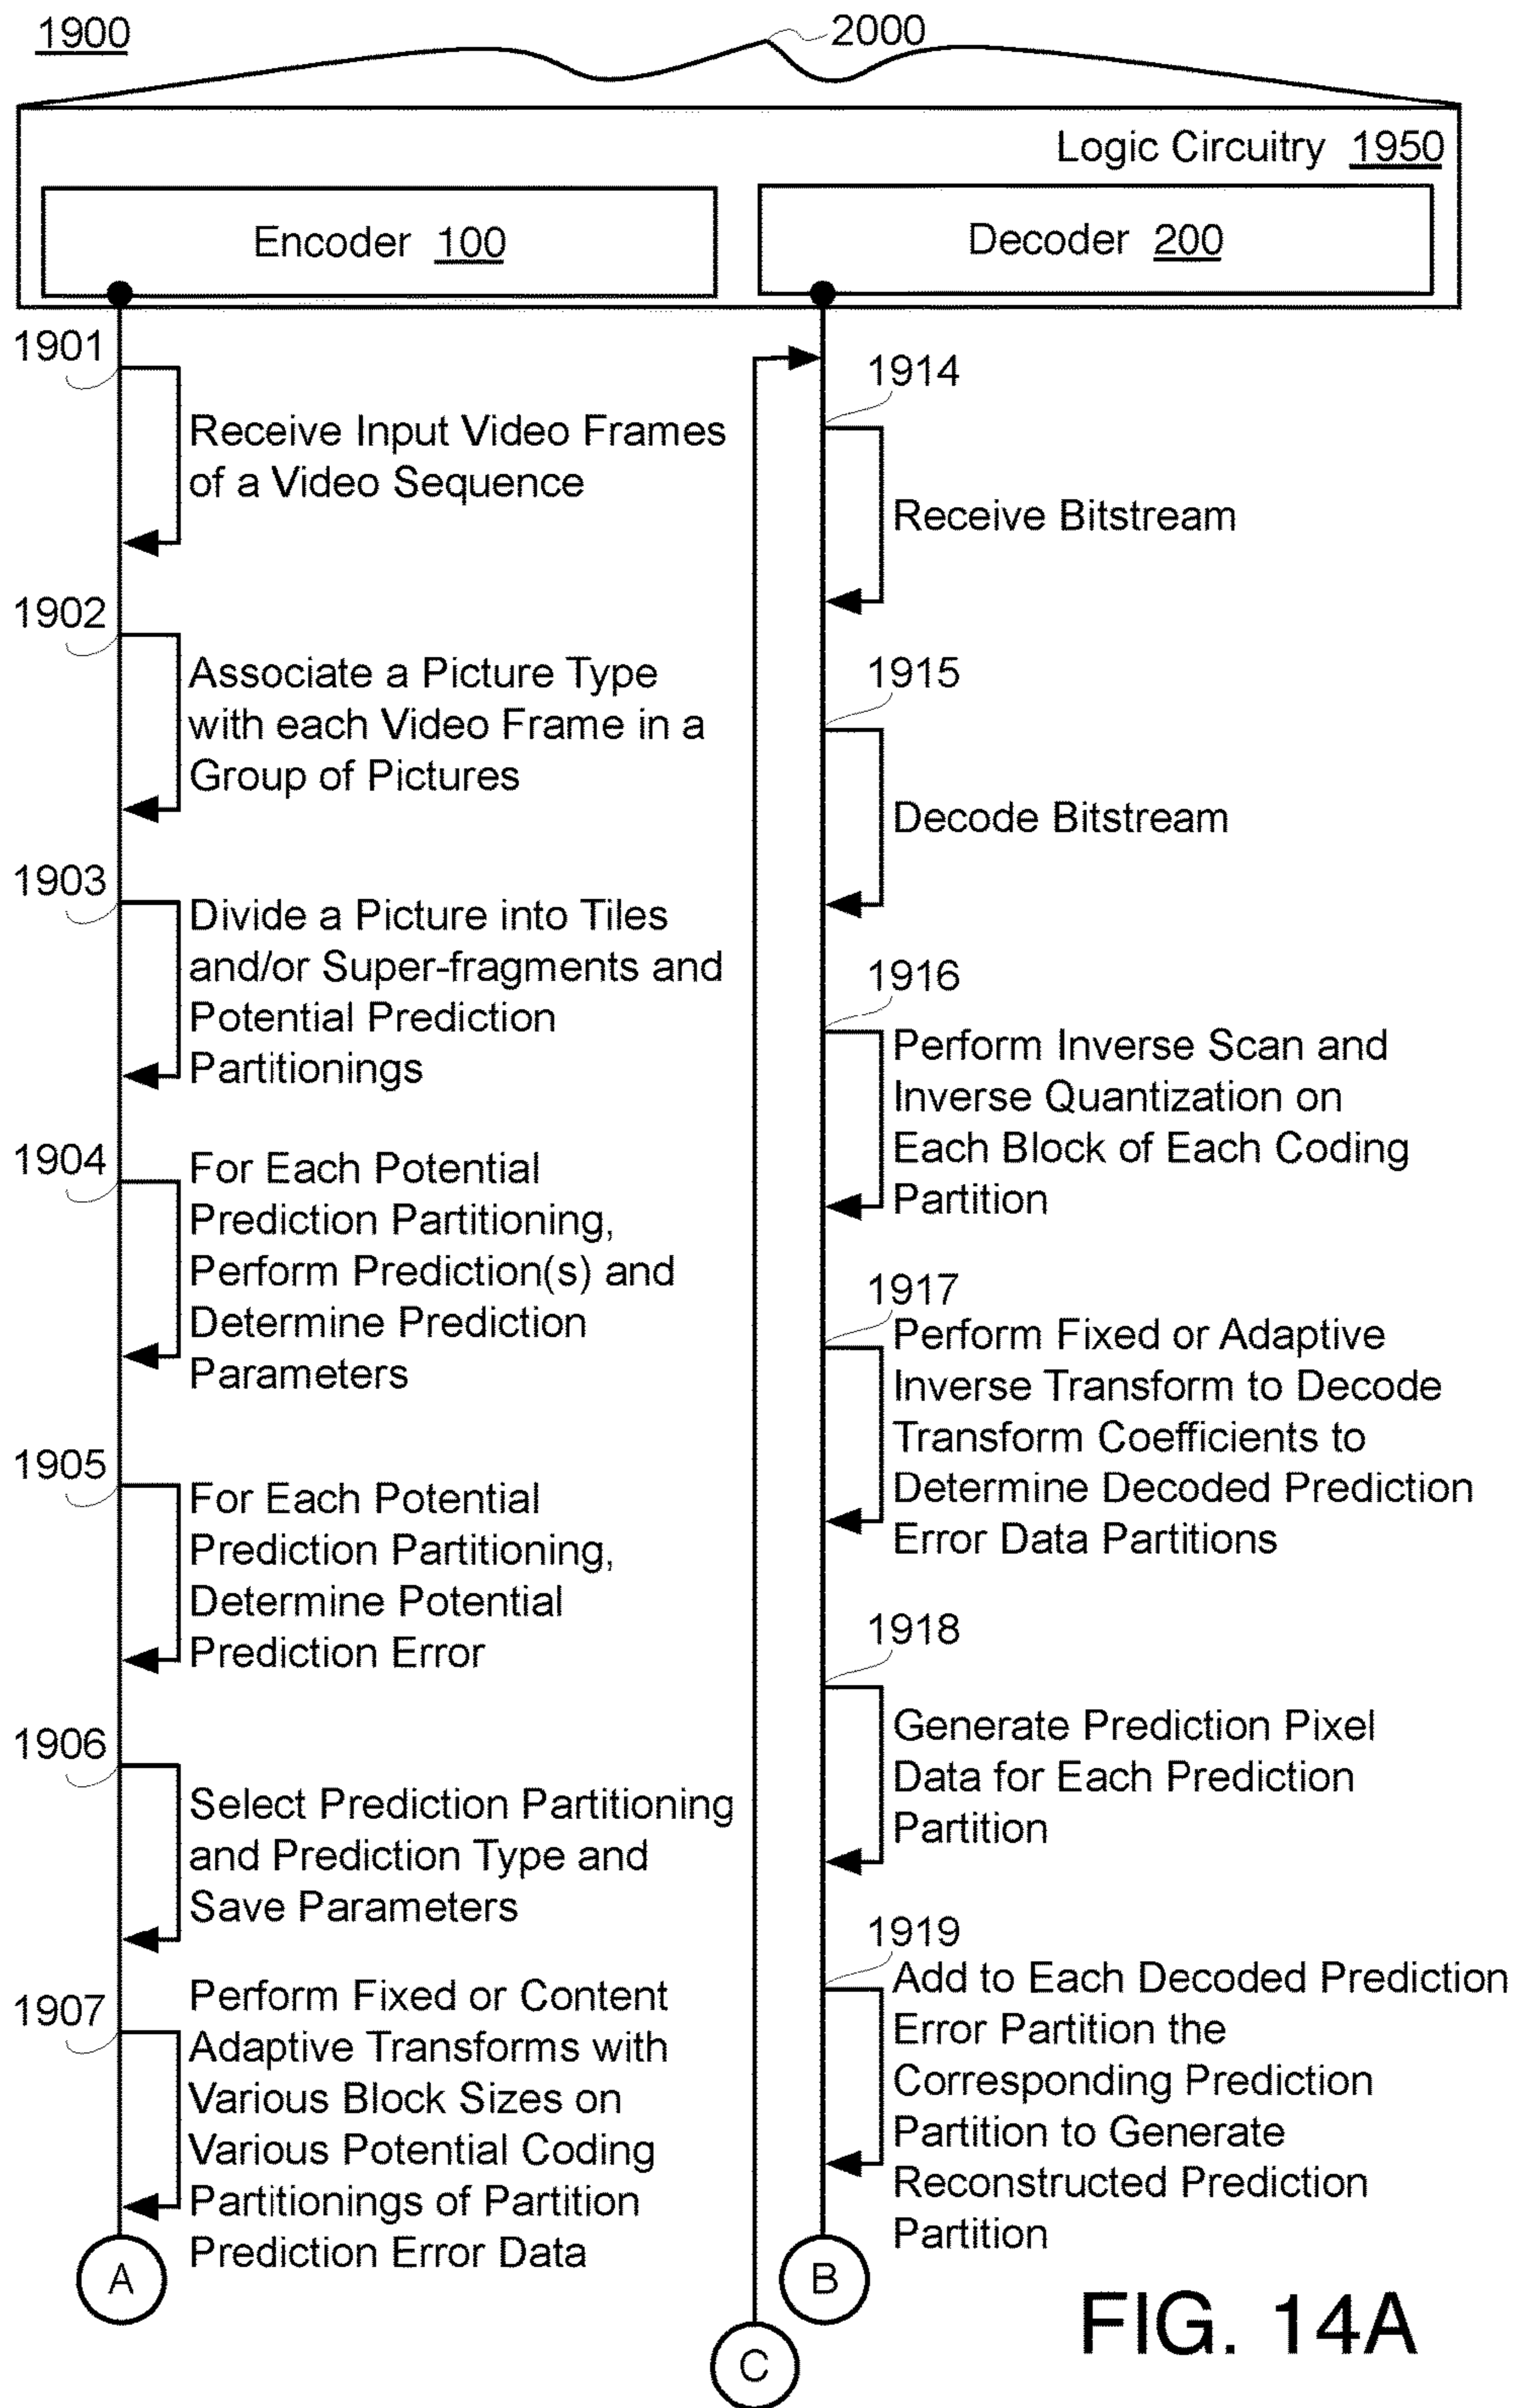 1900
2000
Logic Circuitry 1950
Encoder 100
Decoder 200
1901
Receive Input Video Frames
of a Video Sequence
1902
Associate a Picture Type
with each Video Frame in a
Group of Pictures
1903
Divide a Picture into Tiles
and/or Super-fragments and
Potential Prediction
Partitionings
1904
For Each Potential
Prediction Partitioning,
Perform Prediction(s) and
Determine Prediction
Parameters
1905
For Each Potential
Prediction Partitioning,
Determine Potential
Prediction Error
1906
Select Prediction Partitioning
and Prediction Type and
Save Parameters
1907
Perform Fixed or Content
Adaptive Transforms with
Various Block Sizes on
Various Potential Coding
Partitionings of Partition
Prediction Error Data
A
1914
Receive Bitstream
1915
Decode Bitstream
1916
Perform Inverse Scan and
Inverse Quantization on
Each Block of Each Coding
Partition
1917
Perform Fixed or Adaptive
Inverse Transform to Decode
Transform Coefficients to
Determine Decoded Prediction
Error Data Partitions
1918
Generate Prediction Pixel
Data for Each Prediction
Partition
1919
Add to Each Decoded Prediction
Error Partition the
Corresponding Prediction
Partition to Generate
Reconstructed Prediction
Partition
B
C
FIG. 14A